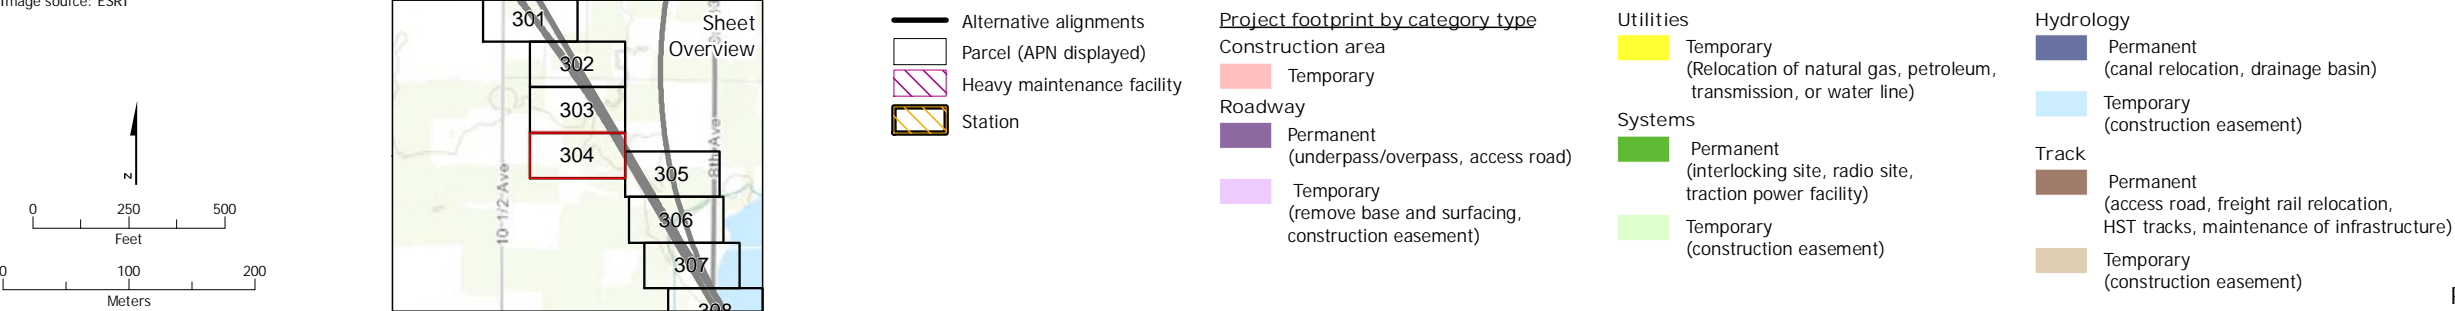 Image source: ESRI
N
0 250 500
Feet
0 100 200
Meters
Sheet
Overview
301
302
303
304
305
306
307
308
10-1/2 Ave
8th Ave
Alternative alignments
Parcel (APN displayed)
Heavy maintenance facility
Station
Project footprint by category type
Construction area
Temporary
Roadway
Permanent
(underpass/overpass, access road)
Temporary
(remove base and surfacing,
construction easement)
Utilities
Temporary
(Relocation of natural gas, petroleum,
transmission, or water line)
Systems
Permanent
(interlocking site, radio site,
traction power facility)
Temporary
(construction easement)
Hydrology
Permanent
(canal relocation, drainage basin)
Temporary
(construction easement)
Track
Permanent
(access road, freight rail relocation,
HST tracks, maintenance of infrastructure)
Temporary
(construction easement)